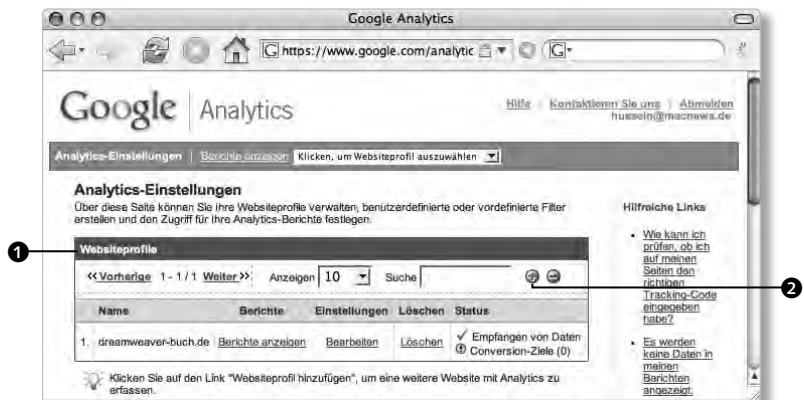 Google Analytics
https://www.google.com/analytic
G
Google Analytics
Hilfe | Kontaktieren Sie uns | Abmelden
hussein@macnews.de
Analytics-Einstellungen | Berichte anzeigen Klicken, um Websiteprofil auszuwählen
Analytics-Einstellungen
Über diese Seite können Sie Ihre Websiteprofile verwalten, benutzerdefinierte oder vordefinierte Filter
erstellen und den Zugriff für Ihre Analytics-Berichte festlegen.
1
Websiteprofile
<< Vorherige 1 - 1 / 1 Weiter >> Anzeigen 10 Suche
2
Name Berichte Einstellungen Löschen Status
1. dreamweaver-buch.de Berichte anzeigen Bearbeiten Löschen ✓ Empfangen von Daten
Conversion-Ziele (0)
Klicken Sie auf den Link "Websiteprofil hinzufügen", um eine weitere Website mit Analytics zu
erfassen.
Hilfreiche Links
• Wie kann ich
prüfen, ob ich
auf meinen
Seiten den
richtigen
Tracking-Code
eingegeben
habe?
• Es werden
keine Daten in
meinen
Berichten
angezeigt.